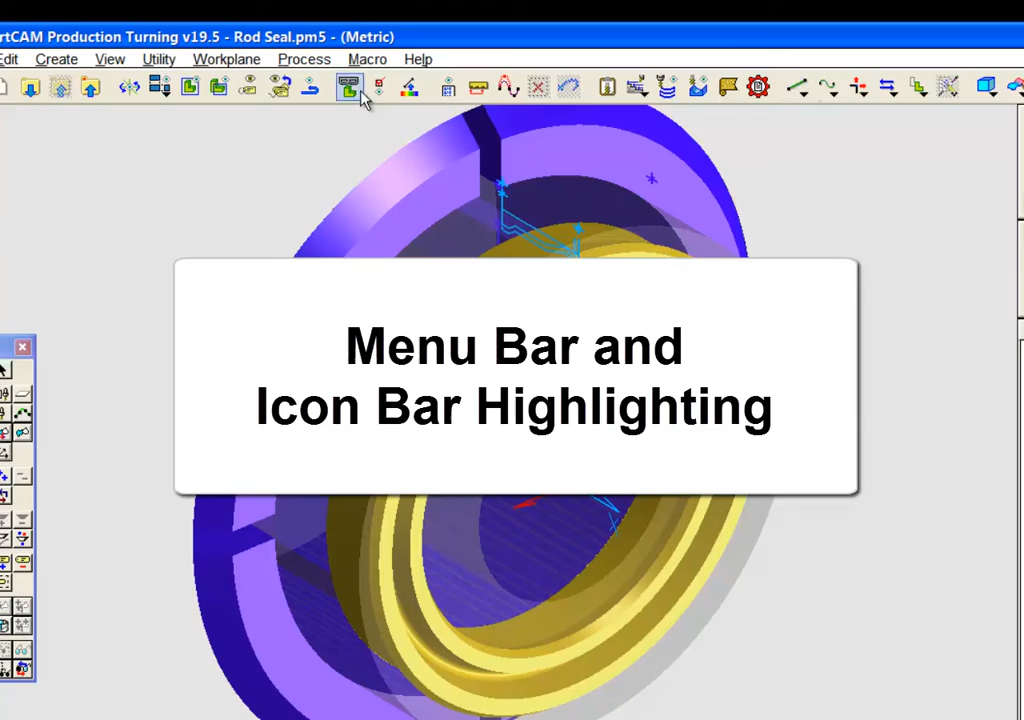 rtCAM Production Turning v19.5 - Rod Seal.pm5 - (Metric)
Edit Create View Utility Workplane Process Macro Help
Menu Bar and
Icon Bar Highlighting